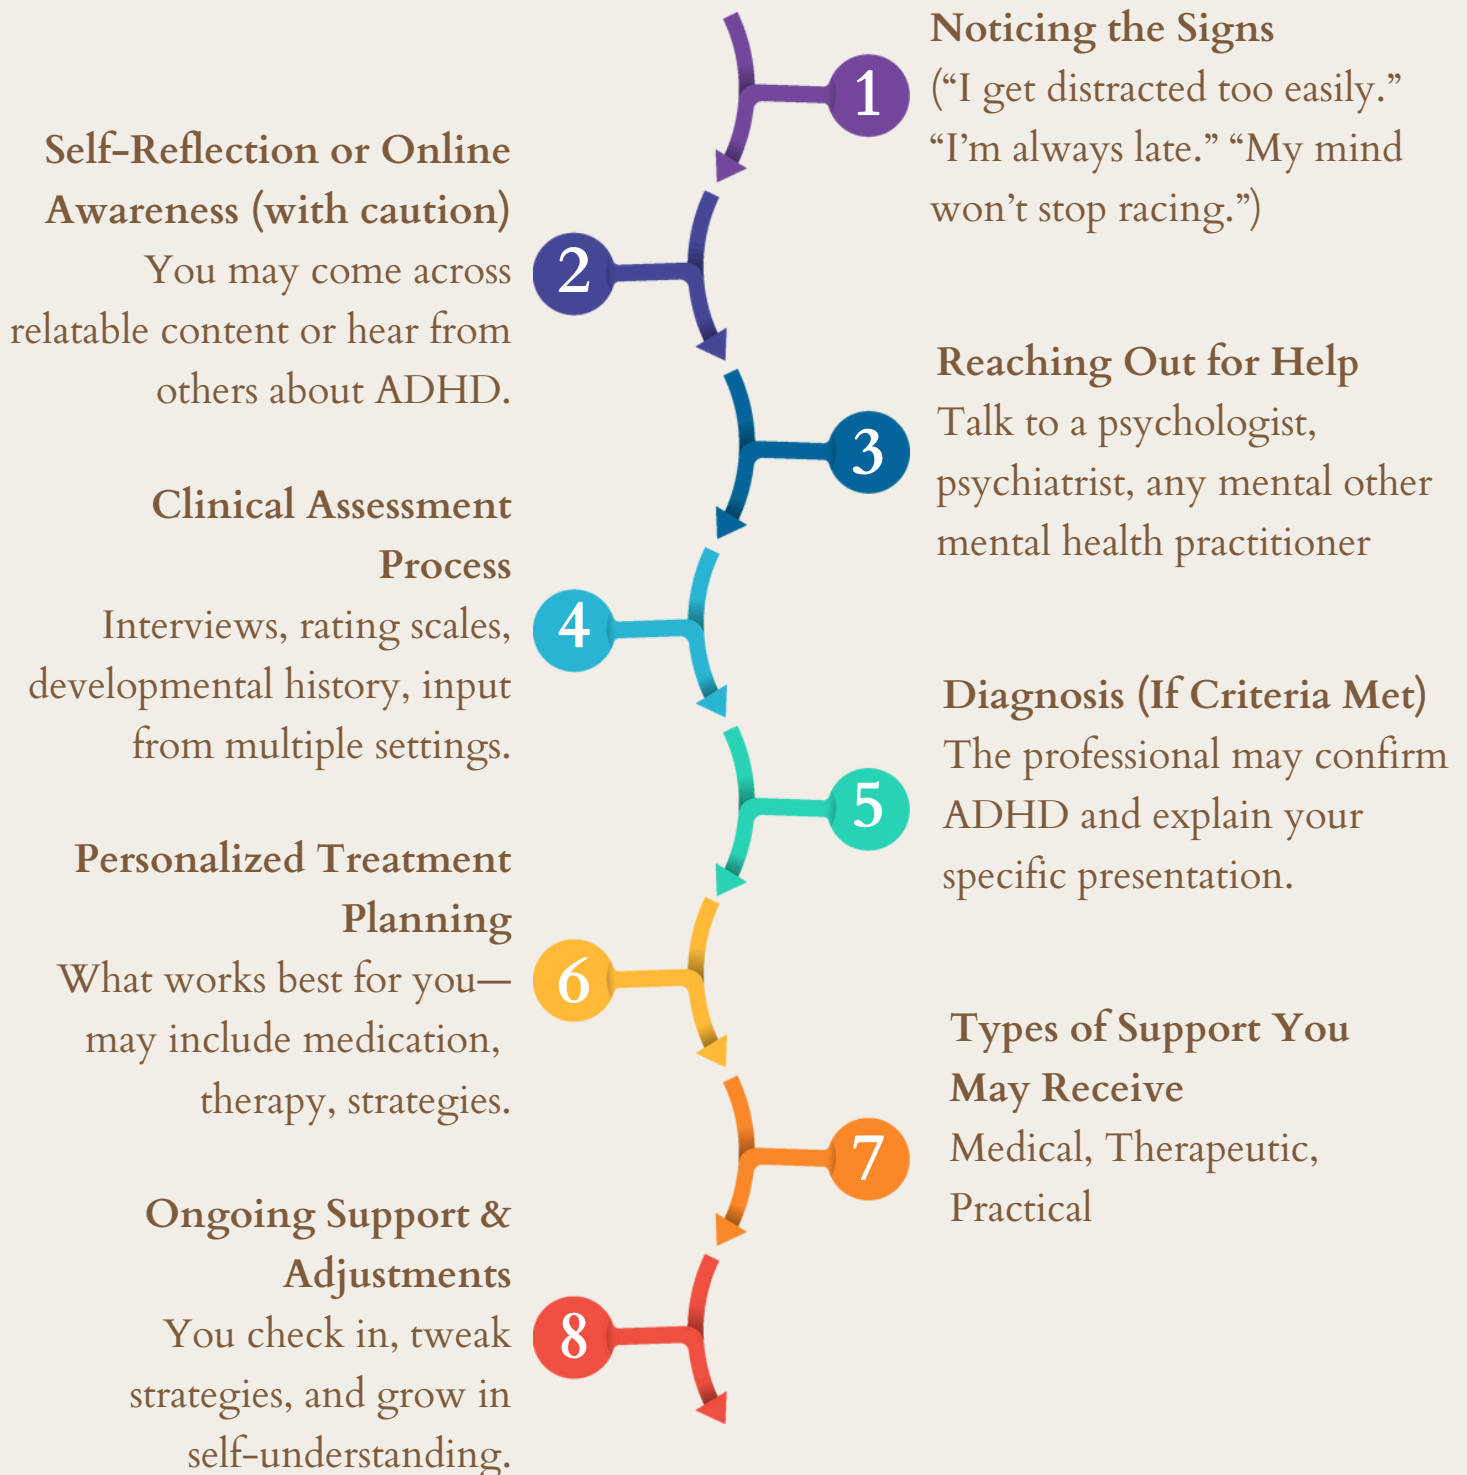 1
Noticing the Signs
(“I get distracted too easily.”
“I’m always late.” “My mind
won’t stop racing.”)
Self-Reflection or Online
Awareness (with caution)
You may come across
relatable content or hear from
others about ADHD.
2
3
Reaching Out for Help
Talk to a psychologist,
psychiatrist, any mental other
mental health practitioner
Clinical Assessment
Process
Interviews, rating scales,
developmental history, input
from multiple settings.
4
5
Diagnosis (If Criteria Met)
The professional may confirm
ADHD and explain your
specific presentation.
Personalized Treatment
Planning
What works best for you—
may include medication,
therapy, strategies.
6
7
Types of Support You
May Receive
Medical, Therapeutic,
Practical
Ongoing Support &
Adjustments
You check in, tweak
strategies, and grow in
self-understanding.
8